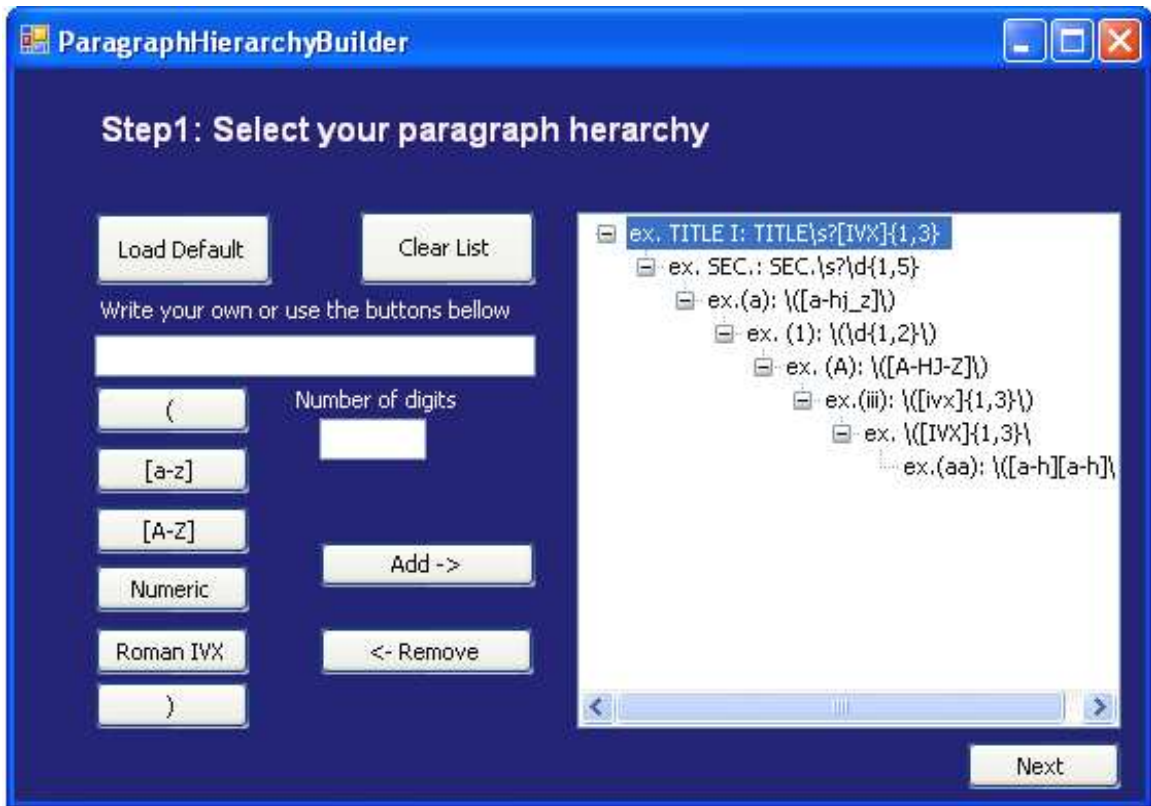 ParagraphHierarchyBuilder
Step1: Select your paragraph herarchy
Load Default
Clear List
Write your own or use the buttons bellow
(
Number of digits
[a-z]
[A-Z]
Numeric
Roman IVX
)
Add ->
<- Remove
ex. TITLE I: TITLE\s?[IVX]{1,3}
ex. SEC.: SEC.\s?\d{1,5}
ex.(a): \([a-hj_z]\)
ex. (1): \(\d{1,2}\)
ex. (A): \([A-HJ-Z]\)
ex.(iii): \([ivx]{1,3}\)
ex. \([IVX]{1,3}\
ex.(aa): \([a-h][a-h]\
Next